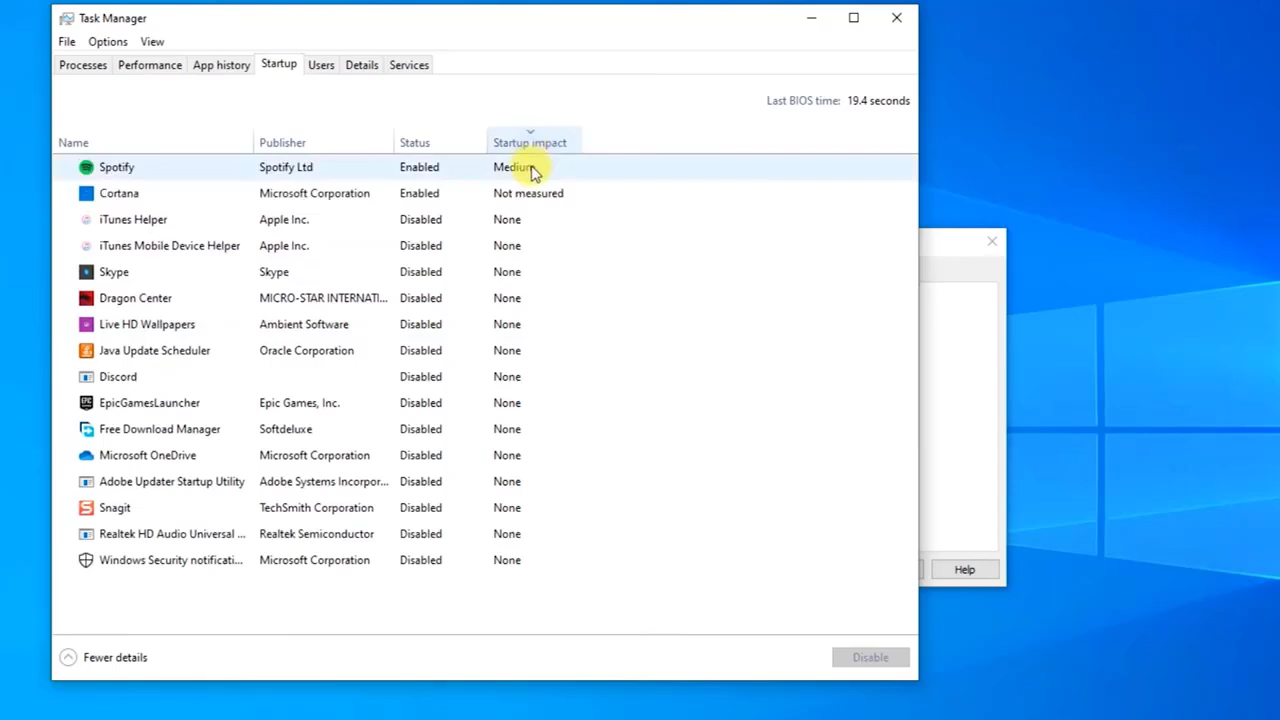 Task Manager
File Options View
Processes Performance App history Startup Users Details Services
Last BIOS time: 19.4 seconds
Name Publisher Status Startup impact
Spotify Spotify Ltd Enabled Medium
Cortana Microsoft Corporation Enabled Not measured
iTunes Helper Apple Inc. Disabled None
iTunes Mobile Device Helper Apple Inc. Disabled None
Skype Skype Disabled None
Dragon Center MICRO-STAR INTERNATI... Disabled None
Live HD Wallpapers Ambient Software Disabled None
Java Update Scheduler Oracle Corporation Disabled None
Discord Disabled None
EpicGamesLauncher Epic Games, Inc. Disabled None
Free Download Manager Softdeluxe Disabled None
Microsoft OneDrive Microsoft Corporation Disabled None
Adobe Updater Startup Utility Adobe Systems Incorpor... Disabled None
Snagit TechSmith Corporation Disabled None
Realtek HD Audio Universal ... Realtek Semiconductor Disabled None
Windows Security notificati... Microsoft Corporation Disabled None
Help
Fewer details Disable